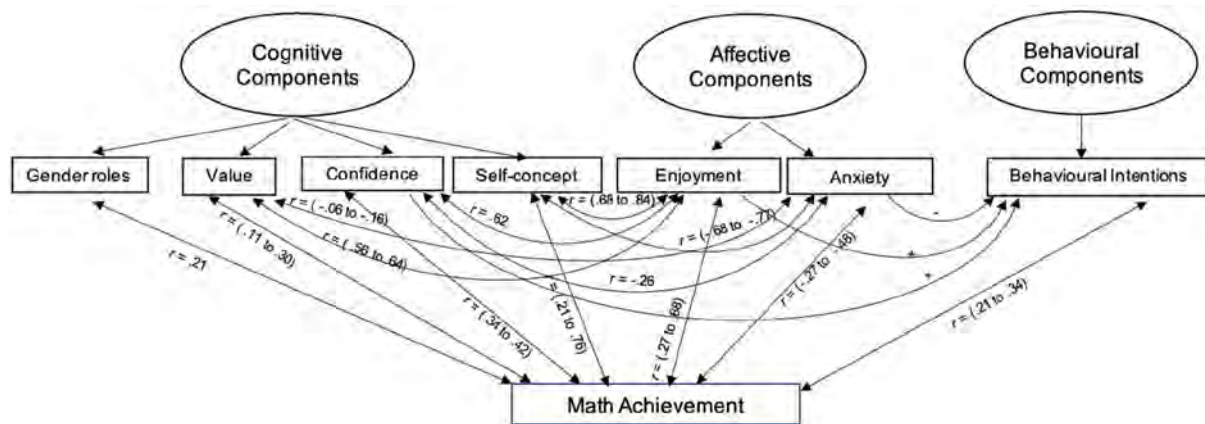 Cognitive
Components
Affective
Components
Behavioural
Components
Gender roles
Value
Confidence
Self-concept
Enjoyment
Anxiety
Behavioural Intentions
r = (-.06 to -.16)
r = .62
r = (.68 to .84)
r = (-.68 to -.77)
-
r = (.11 to .30)
r = (.56 to .64)
r = -.26
+
+
r = .21
r = (.34 to .42)
r = (.21 to .76)
r = (.27 to .68)
r = (-.27 to -.48)
r = (.21 to .34)
Math Achievement